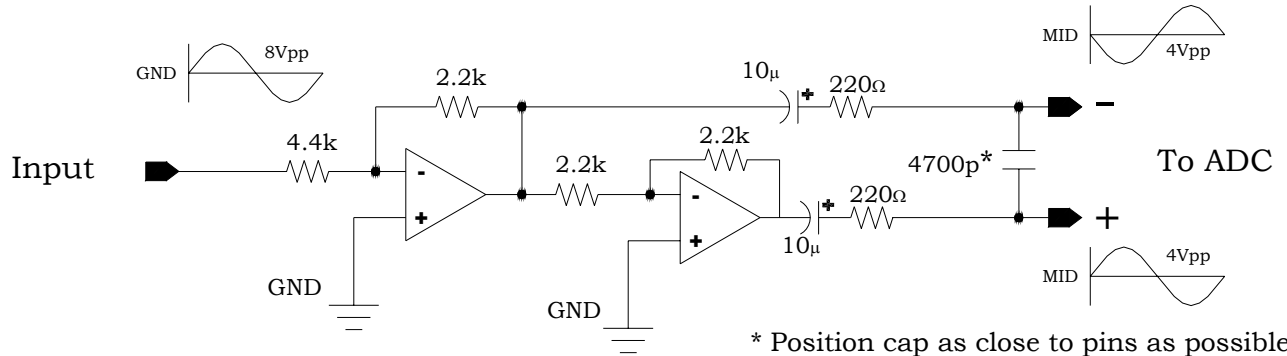 8Vpp
GND
MID
4Vpp
2.2k
10µ
220Ω
4.4k
Input
-
+
2.2k
2.2k
-
+
10µ
220Ω
4700p*
To ADC
-
+
GND
GND
MID
4Vpp
* Position cap as close to pins as possible